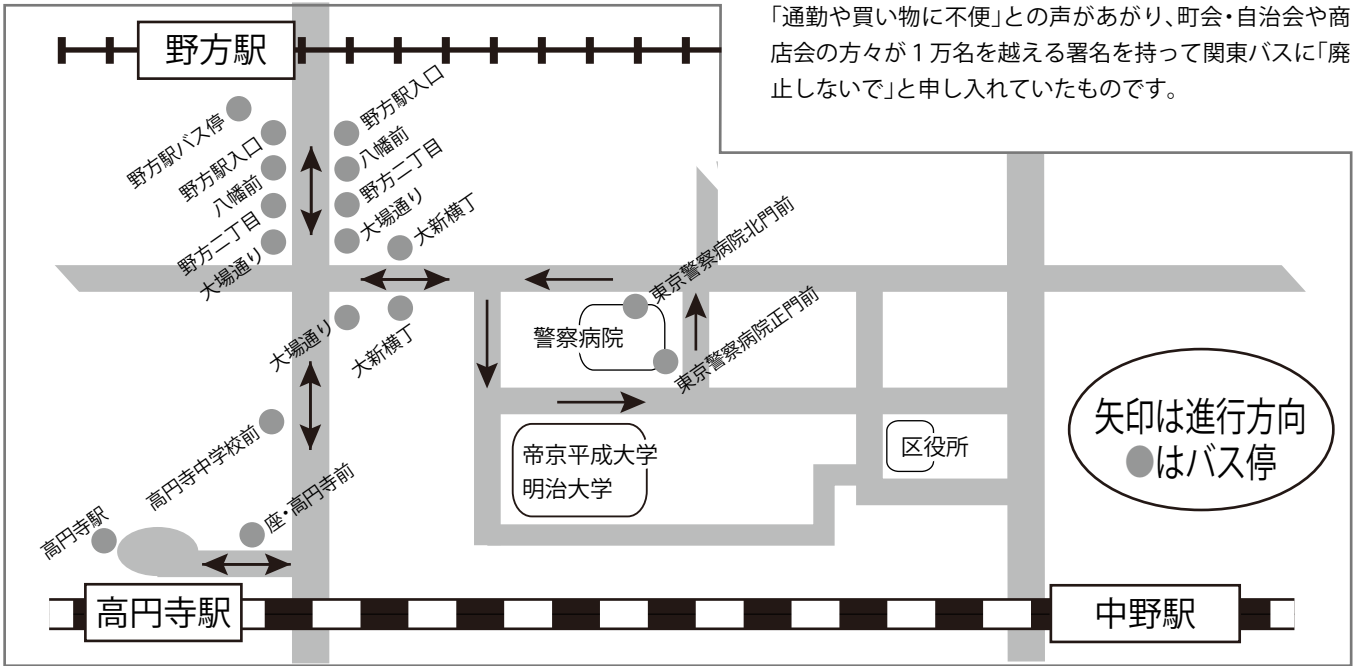 「通勤や買い物に不便」との声があがり、町会・自治会や商
店会の方々が１万名を越える署名を持って関東バスに「廃
止しないで」と申し入れていたものです。
野方駅
野方駅バス停
野方駅入口
八幡前
野方二丁目
大場通り
野方駅入口
八幡前
野方二丁目
大場通り
大新横丁
大場通り
大新横丁
東京警察病院北門前
警察病院
東京警察病院正門前
帝京平成大学
明治大学
区役所
矢印は進行方向
●はバス停
高円寺中学校前
座・高円寺前
高円寺駅
高円寺駅
中野駅